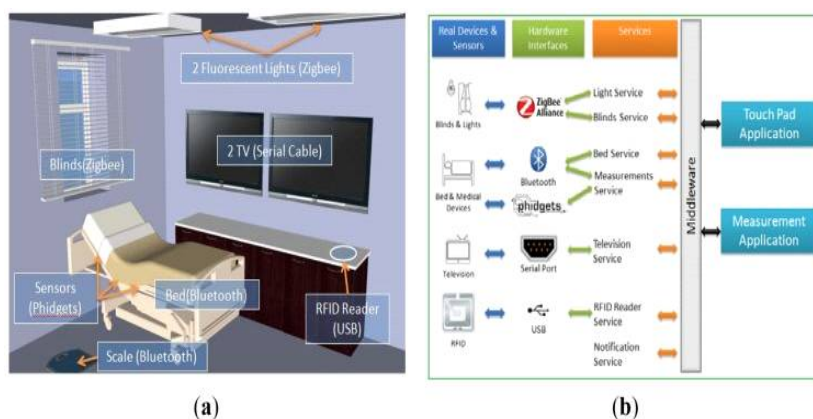 2 Fluorescent Lights (Zigbee)
Blinds(Zigbee)
2 TV (Serial Cable)
Sensors
(Phidgets)
Bed(Bluetooth)
RFID Reader
(USB)
Scale (Bluetooth)
(a)
Real Devices &
Sensors
Hardware
Interfaces
Services
Blinds & Lights
ZigBee
Alliance
Light Service
Blinds Service
Bed & Medical
Devices
Bluetooth
phidgets
Bed Service
Measurements
Service
Television
Serial Port
Television
Service
RFID
USB
RFID Reader
Service
Notification
Service
Middleware
Touch Pad
Application
Measurement
Application
(b)